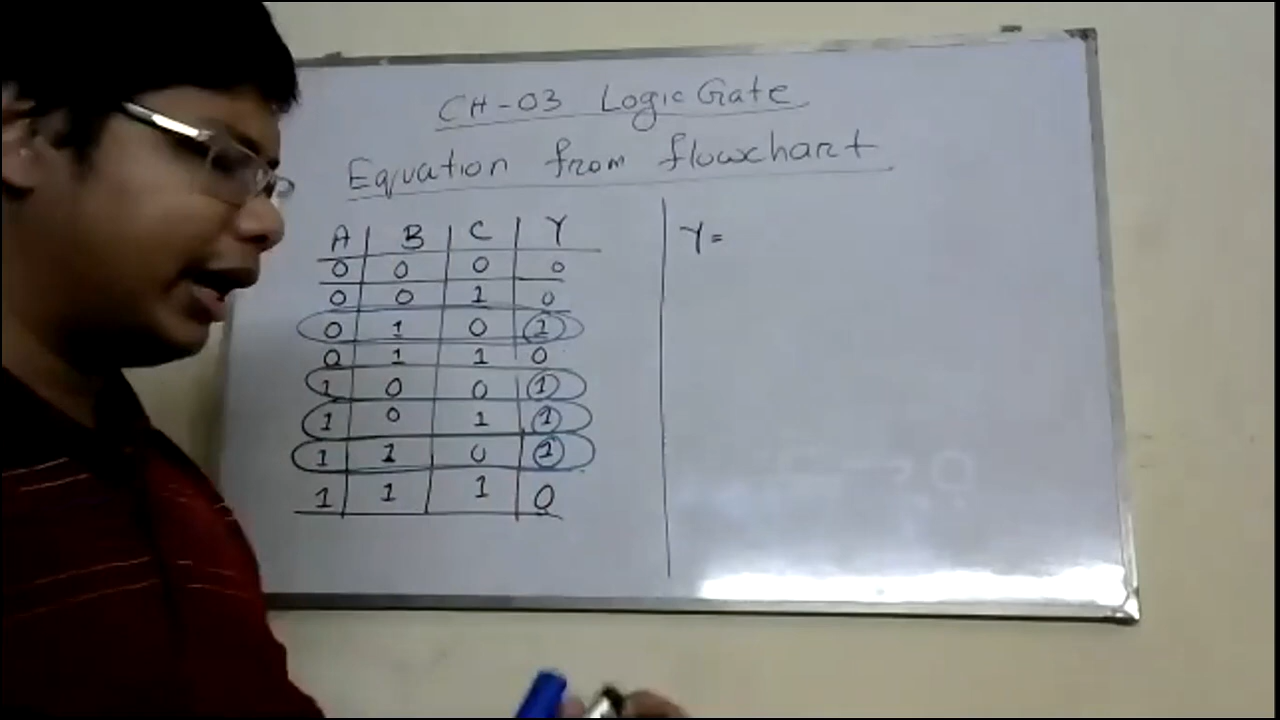 CH-03 Logic Gate
Equation from flowchart
A B C Y
0 0 0 0
0 0 1 0
0 1 0 1
0 1 1 0
1 0 0 1
1 0 1 1
1 1 0 1
1 1 1 0
Y =